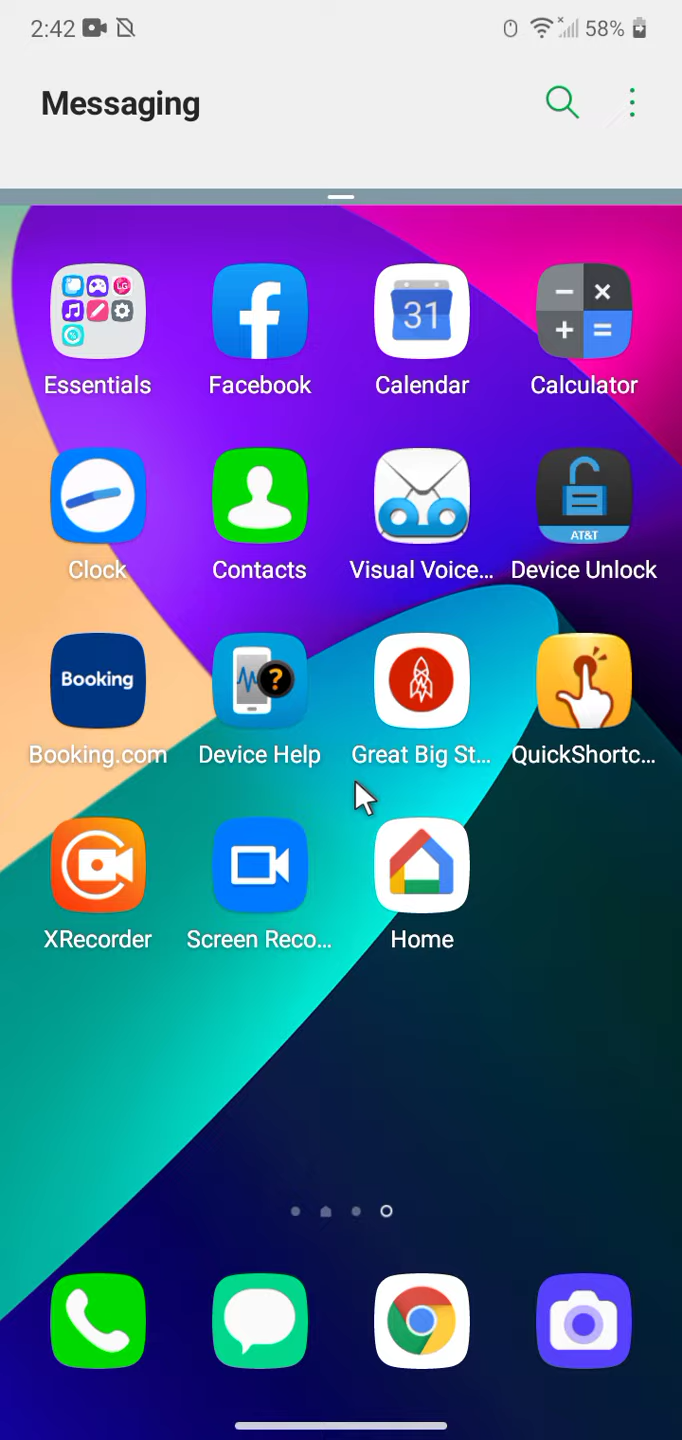 2:42 58%
Messaging
31
Essentials Facebook Calendar Calculator
AT&T
Clock Contacts Visual Voice... Device Unlock
Booking
Booking.com Device Help Great Big St... QuickShortc...
XRecorder Screen Reco... Home